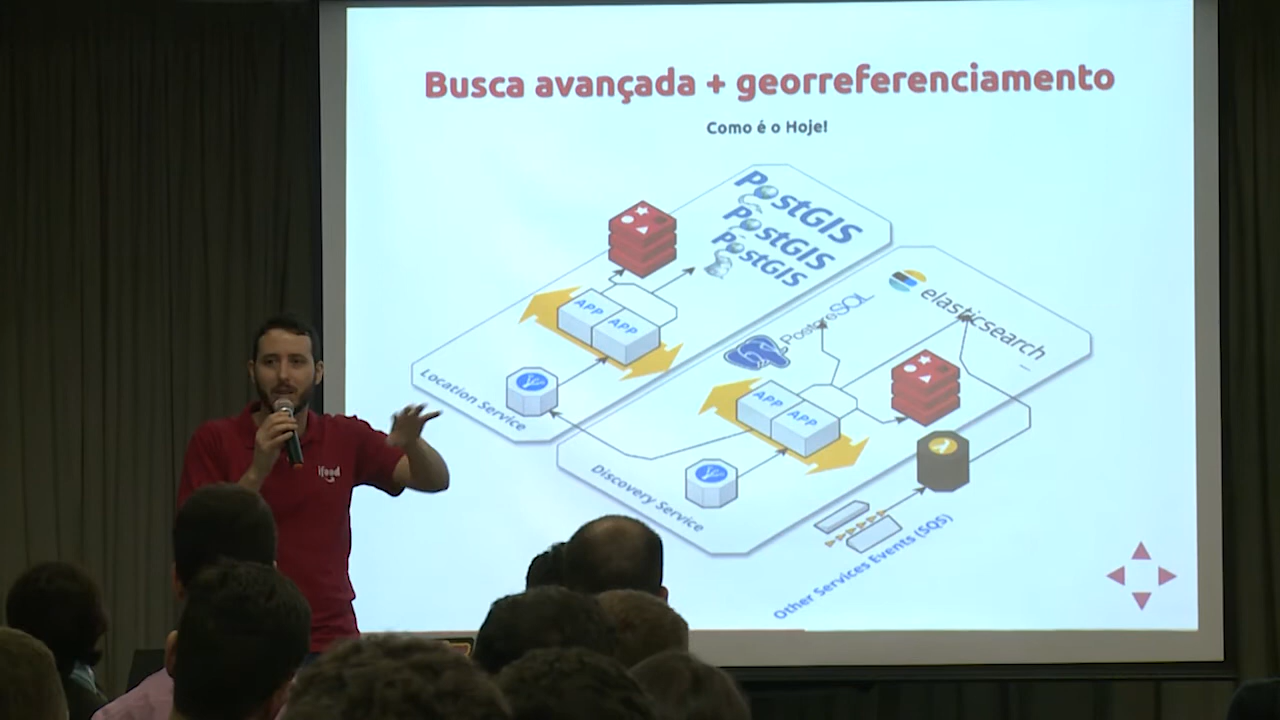 Busca avançada + georreferenciamento
Como é o Hoje!
PostGIS
PostGIS
PostGIS
APP
APP
Location Service
elasticsearch
PostgreSQL
APP
APP
Discovery Service
Other Services Events (SQS)
ifood